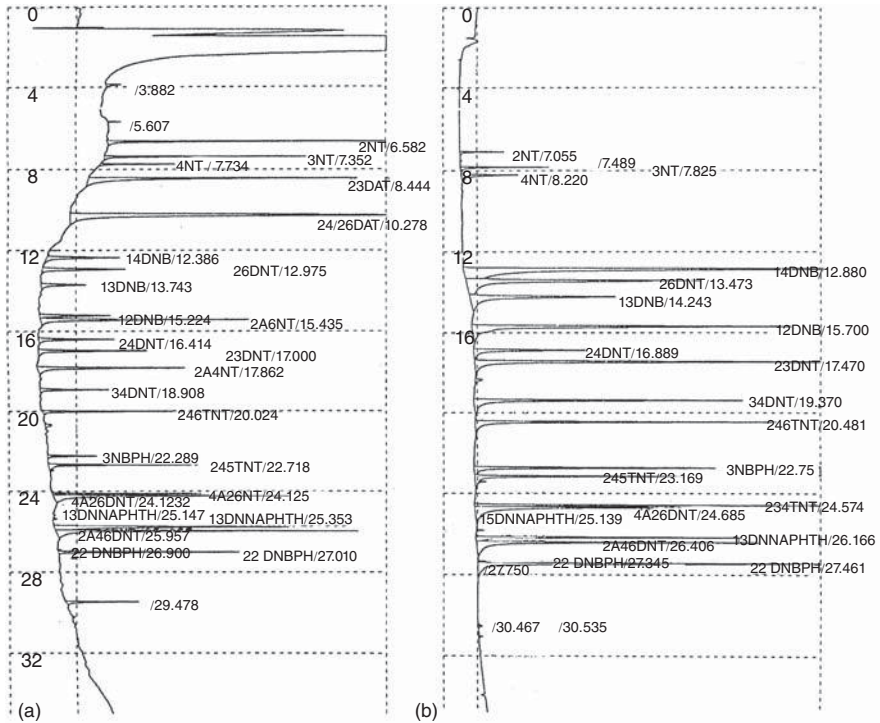 0
/3.882
4
/5.607
2NT/6.582
3NT/7.352
4NT / 7.734
8
23DAT/8.444
24/26DAT/10.278
12
14DNB/12.386
26DNT/12.975
13DNB/13.743
12DNB/15.224
2A6NT/15.435
16
24DNT/16.414
23DNT/17.000
2A4NT/17.862
34DNT/18.908
246TNT/20.024
20
3NBPH/22.289
245TNT/22.718
24
4A26NT/24.125
4A26DNT/24.1232
13DNNAPHTH/25.147
13DNNAPHTH/25.353
2A46DNT/25.957
22 DNBPH/26.900
22 DNBPH/27.010
28
/29.478
32
(a)
0
4
2NT/7.055
/7.489
3NT/7.825
8
4NT/8.220
12
14DNB/12.880
26DNT/13.473
13DNB/14.243
12DNB/15.700
16
24DNT/16.889
23DNT/17.470
34DNT/19.370
246TNT/20.481
3NBPH/22.75
245TNT/23.169
234TNT/24.574
4A26DNT/24.685
15DNNAPHTH/25.139
13DNNAPHTH/26.166
2A46DNT/26.406
22 DNBPH/27.345
22 DNBPH/27.461
/27.750
/30.467
/30.535
(b)